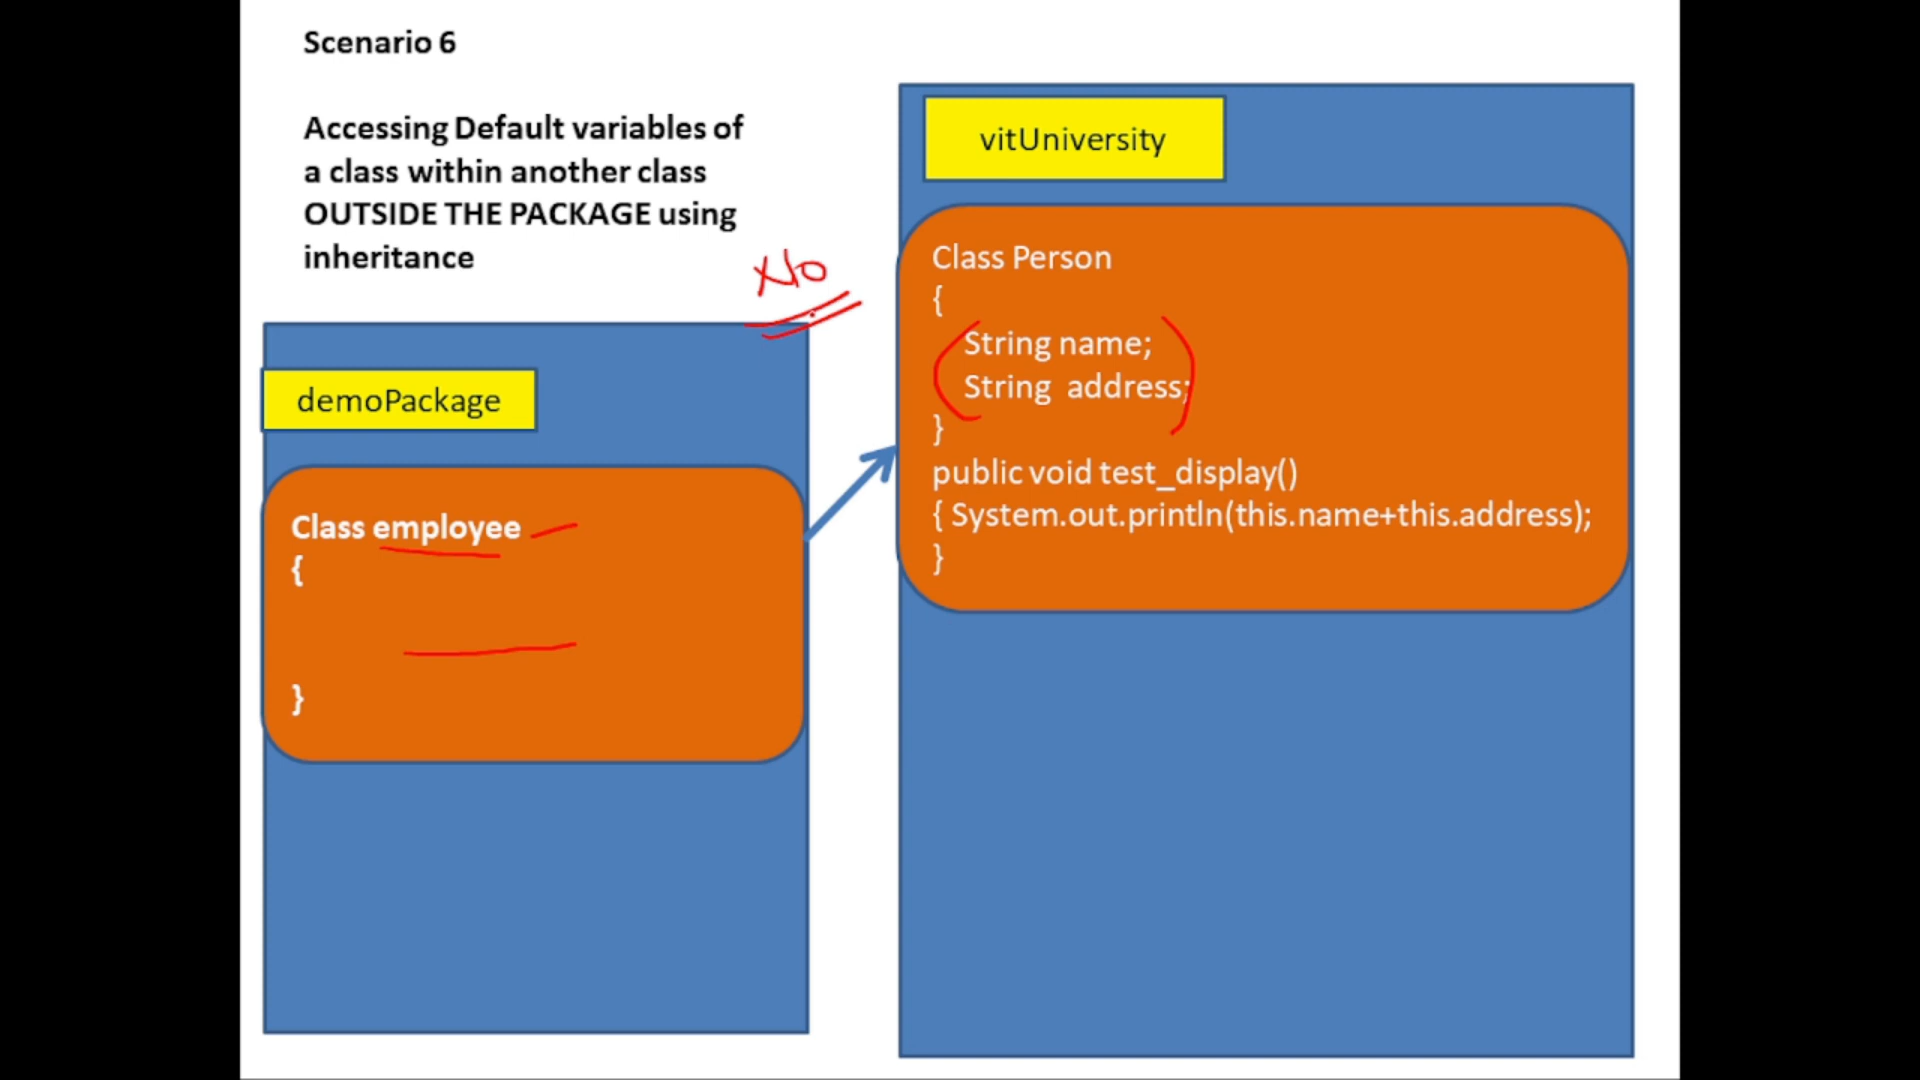 Scenario 6
Accessing Default variables of
a class within another class
OUTSIDE THE PACKAGE using
inheritance
No
demoPackage
Class employee
{
}
vitUniversity
Class Person
{
String name;
String address;
}
public void test_display()
{ System.out.println(this.name+this.address);
}